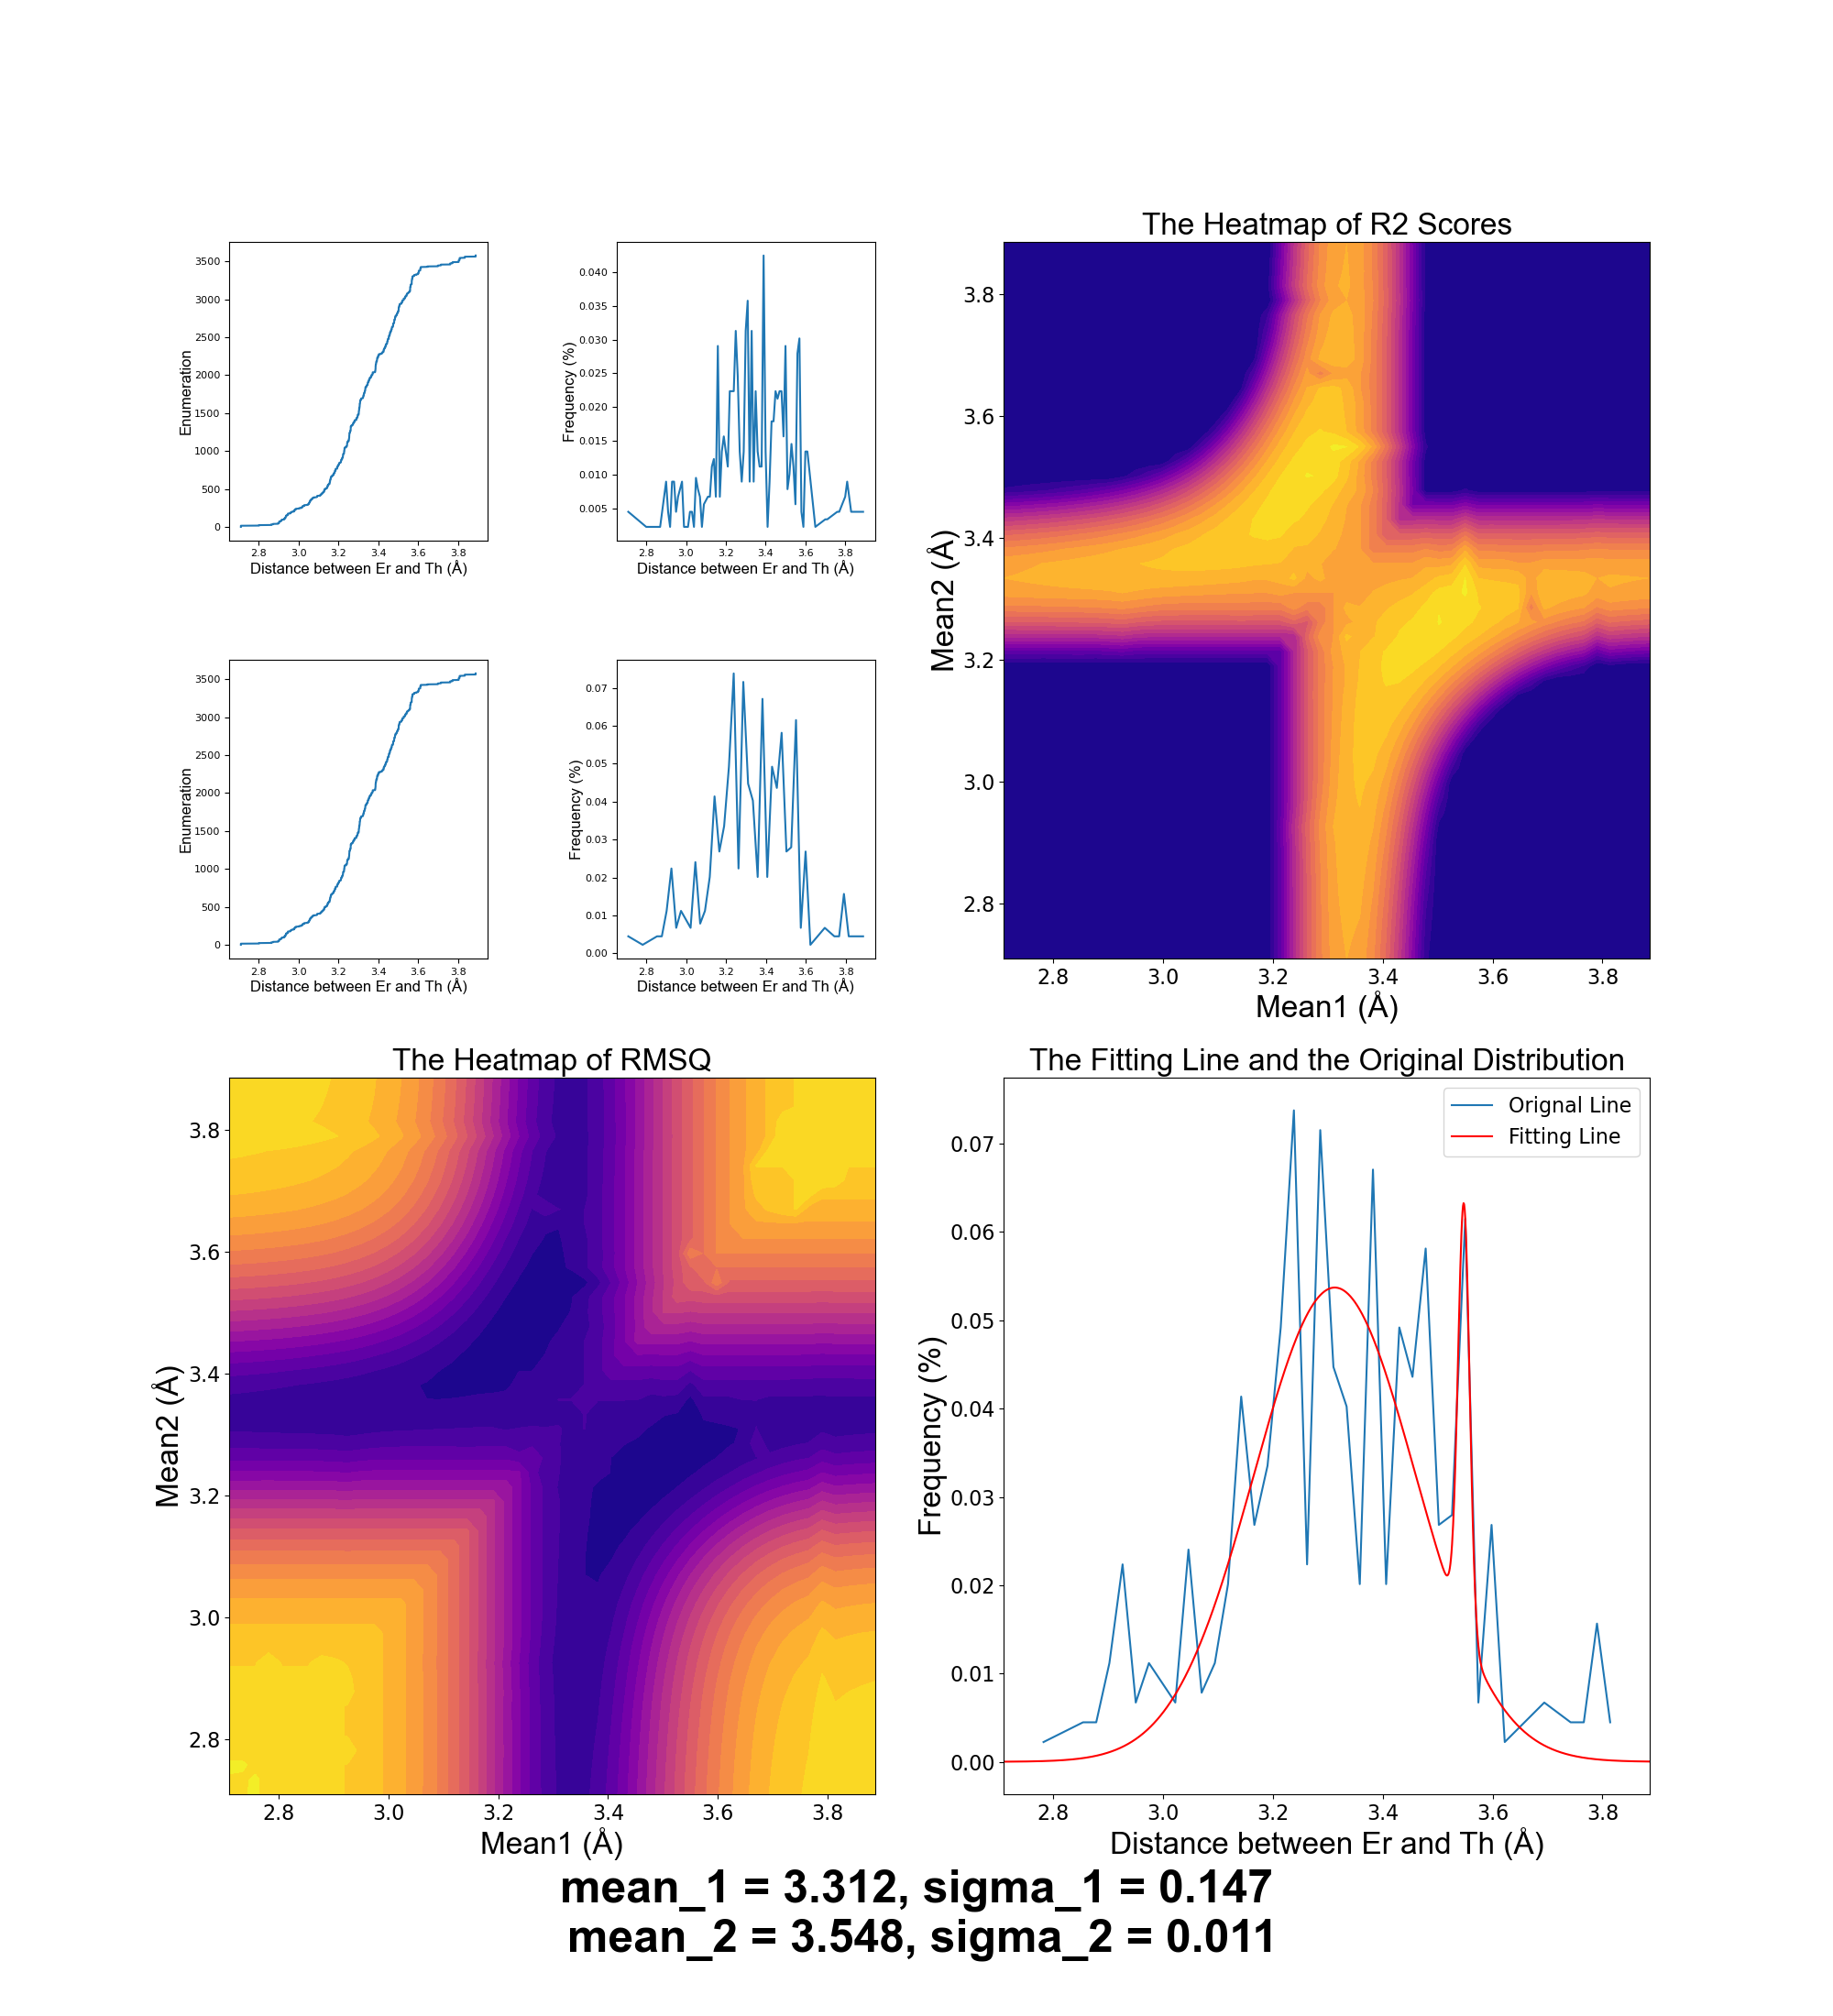 3500
3000
2500
2000
1500
1000
500
0
Enumeration
2.8 3.0 3.2 3.4 3.6 3.8
Distance between Er and Th (Å)
0.040
0.035
0.030
0.025
0.020
0.015
0.010
0.005
Frequency (%)
2.8 3.0 3.2 3.4 3.6 3.8
Distance between Er and Th (Å)
The Heatmap of R2 Scores
3.8
3.6
3.4
3.2
3.0
2.8
Mean2 (Å)
2.8 3.0 3.2 3.4 3.6 3.8
Mean1 (Å)
3500
3000
2500
2000
1500
1000
500
0
Enumeration
2.8 3.0 3.2 3.4 3.6 3.8
Distance between Er and Th (Å)
0.07
0.06
0.05
0.04
0.03
0.02
0.01
0.00
Frequency (%)
2.8 3.0 3.2 3.4 3.6 3.8
Distance between Er and Th (Å)
The Heatmap of RMSQ
3.8
3.6
3.4
3.2
3.0
2.8
Mean2 (Å)
2.8 3.0 3.2 3.4 3.6 3.8
Mean1 (Å)
The Fitting Line and the Original Distribution
Orignal Line
Fitting Line
0.07
0.06
0.05
0.04
0.03
0.02
0.01
0.00
Frequency (%)
2.8 3.0 3.2 3.4 3.6 3.8
Distance between Er and Th (Å)
mean_1 = 3.312, sigma_1 = 0.147
mean_2 = 3.548, sigma_2 = 0.011